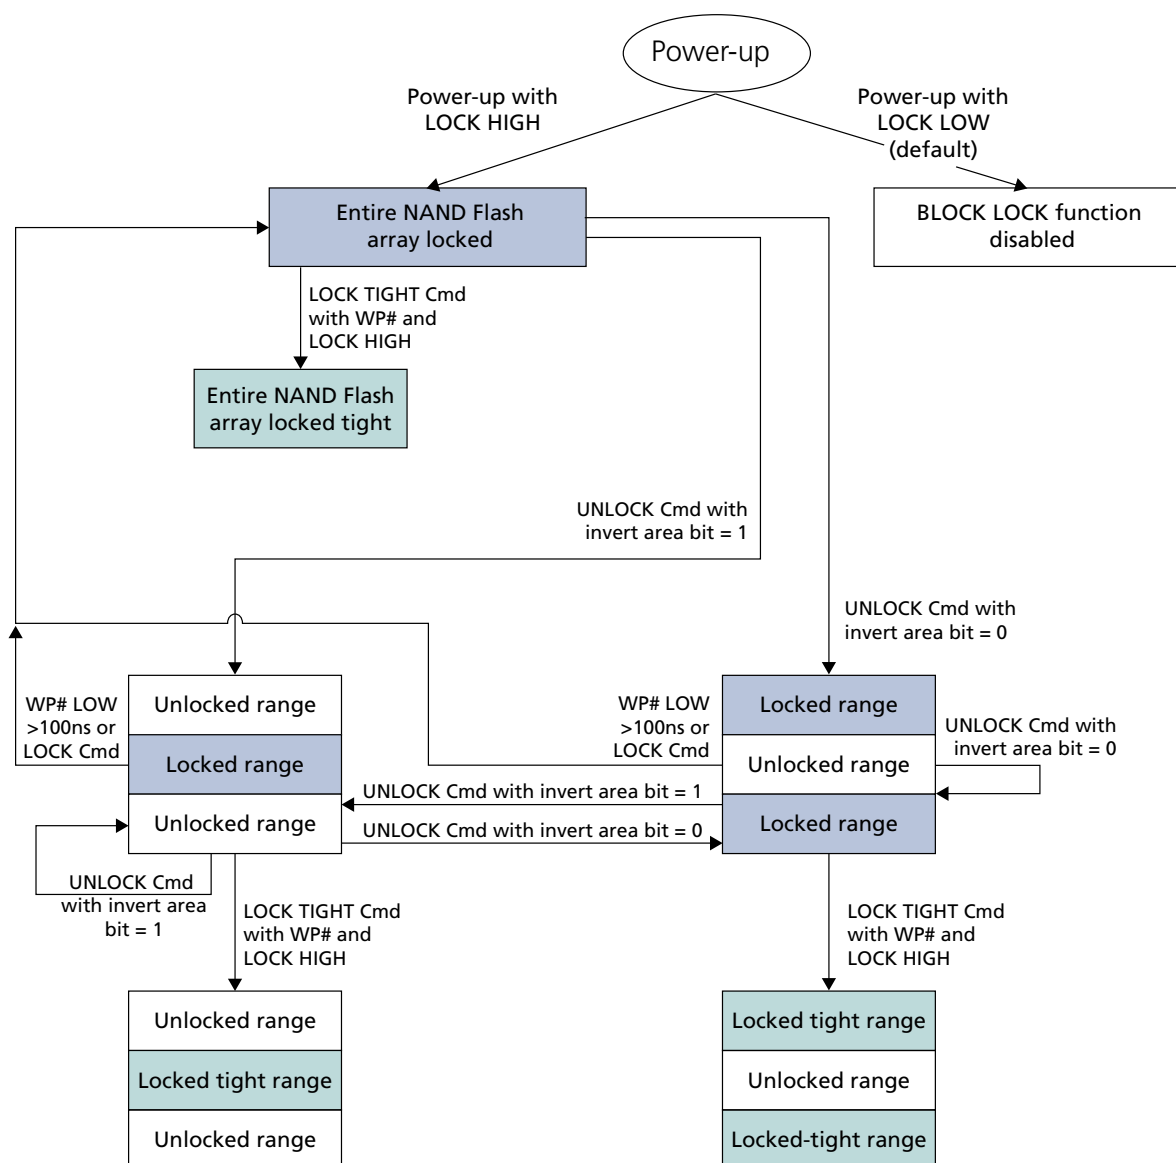 Power-up
Power-up with
LOCK HIGH
Power-up with
LOCK LOW
(default)
Entire NAND Flash
array locked
BLOCK LOCK function
disabled
LOCK TIGHT Cmd
with WP# and
LOCK HIGH
Entire NAND Flash
array locked tight
UNLOCK Cmd with
invert area bit = 1
UNLOCK Cmd with
invert area bit = 0
WP# LOW
>100ns or
LOCK Cmd
Unlocked range
Locked range
Unlocked range
WP# LOW
>100ns or
LOCK Cmd
Locked range
Unlocked range
Locked range
UNLOCK Cmd with
invert area bit = 0
UNLOCK Cmd with invert area bit = 1
UNLOCK Cmd with invert area bit = 0
UNLOCK Cmd
with invert area
bit = 1
LOCK TIGHT Cmd
with WP# and
LOCK HIGH
LOCK TIGHT Cmd
with WP# and
LOCK HIGH
Unlocked range
Locked tight range
Unlocked range
Locked tight range
Unlocked range
Locked-tight range